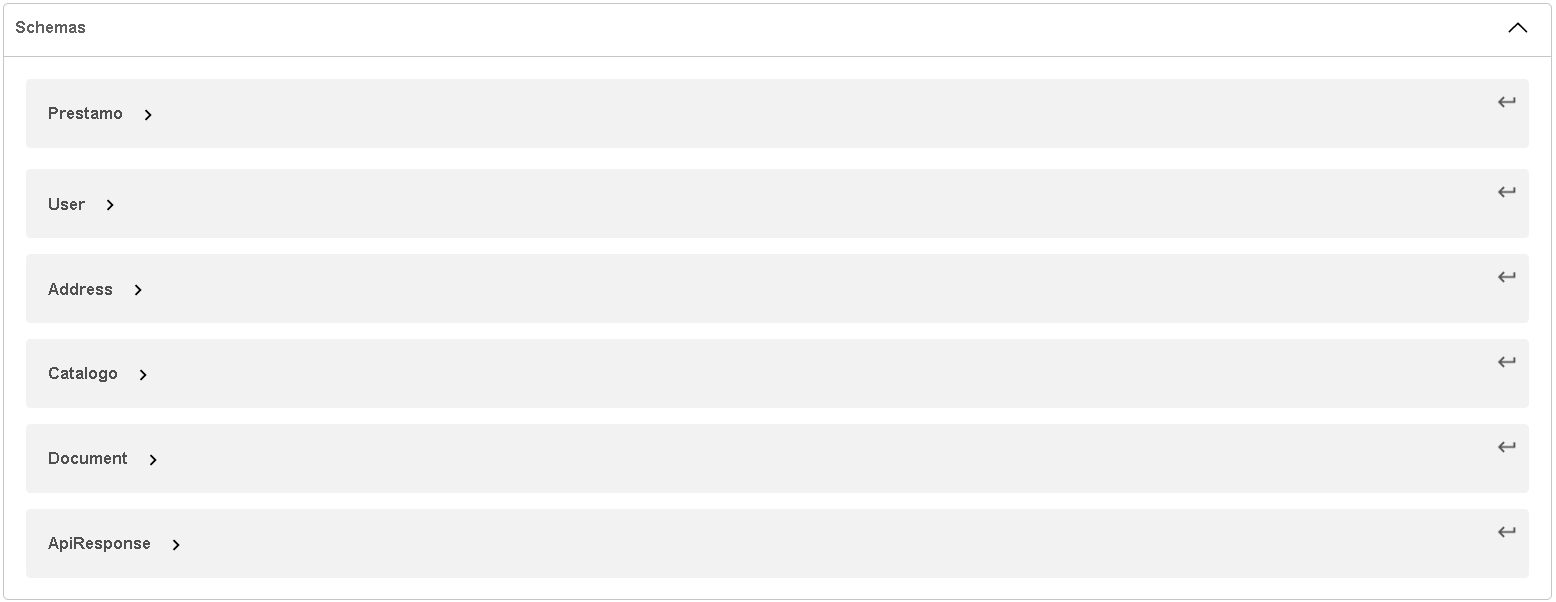 Schemas
Prestamo
User
Address
Catalogo
Document
ApiResponse